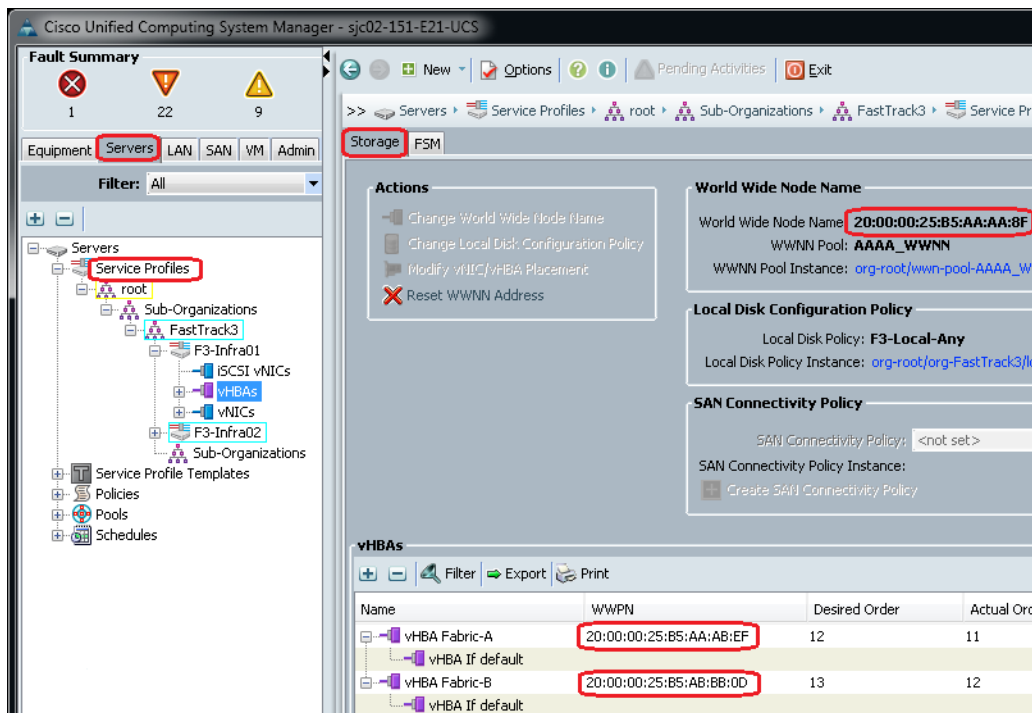 Cisco Unified Computing System Manager - sjc02-151-E21-UCS
Fault Summary
1 22 9
Equipment Servers LAN SAN VM Admin
Filter: All
Servers
Service Profiles
root
Sub-Organizations
FastTrack3
F3-Infra01
iSCSI vNICs
vHBAs
vNICs
F3-Infra02
Sub-Organizations
Service Profile Templates
Policies
Pools
Schedules
New Options Pending Activities Exit
>> Servers Service Profiles root Sub-Organizations FastTrack3 Service Pr
Storage FSM
Actions
Change World Wide Node Name
Change Local Disk Configuration Policy
Modify vNIC/vHBA Placement
Reset WWNN Address
World Wide Node Name
World Wide Node Name: 20:00:00:25:B5:AA:AA:8F
WWNN Pool: AAAA_WWNN
WWNN Pool Instance: org-root/wwn-pool-AAAA_W
Local Disk Configuration Policy
Local Disk Policy: F3-Local-Any
Local Disk Policy Instance: org-root/org-FastTrack3/l
SAN Connectivity Policy
SAN Connectivity Policy: <not set>
SAN Connectivity Policy Instance:
Create SAN Connectivity Policy
vHBAs
Filter Export Print
Name WWPN Desired Order Actual Orc
vHBA Fabric-A 20:00:00:25:B5:AA:AB:EF 12 11
vHBA If default
vHBA Fabric-B 20:00:00:25:B5:AB:BB:0D 13 12
vHBA If default